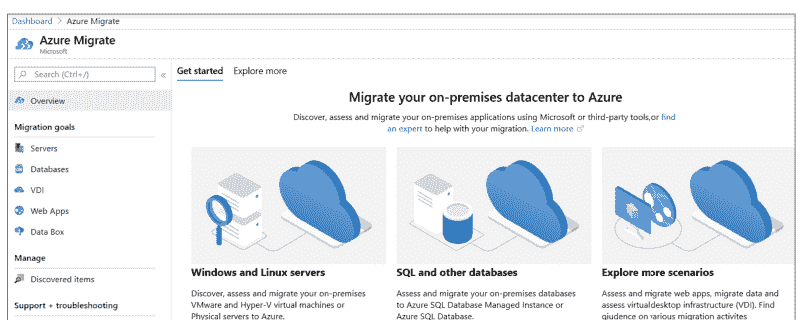 Dashboard > Azure Migrate
Azure Migrate
Microsoft
Search (Ctrl+/)
«
Overview
Migration goals
Servers
Databases
VDI
Web Apps
Data Box
Manage
Discovered items
Support + troubleshooting
Get started Explore more
Migrate your on-premises datacenter to Azure
Discover, assess and migrate your on-premises applications using Microsoft or third-party tools,or find
an expert to help with your migration. Learn more
Windows and Linux servers
Discover, assess and migrate your on-premises
VMware and Hyper-V virtual machines or
Physical servers to Azure.
SQL and other databases
Assess and migrate your on-premises databases
to Azure SQL Database Managed Instance or
Azure SQL Database.
Explore more scenarios
Assess and migrate web apps, migrate data and
assess virtualdesktop infrastructure (VDI). Find
giudence on various migration activites